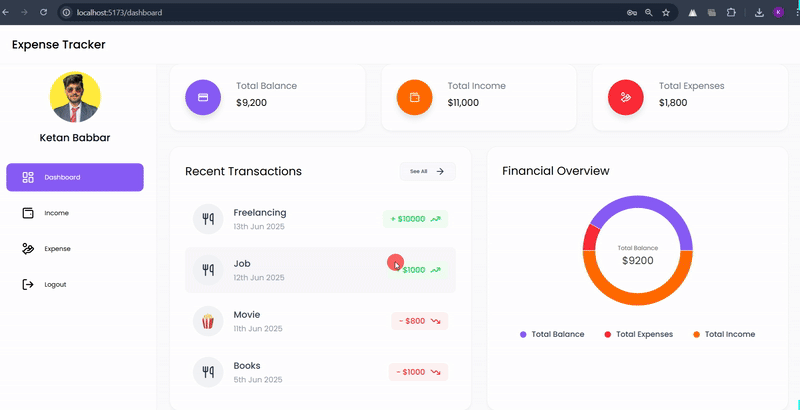 localhost:5173/dashboard
K
Expense Tracker
Ketan Babbar
Dashboard
Income
Expense
Logout
Total Balance
$9,200
Total Income
$11,000
Total Expenses
$1,800
Recent Transactions
See All
Freelancing
13th Jun 2025
+ $10000
Job
12th Jun 2025
$1000
Movie
11th Jun 2025
- $800
Books
5th Jun 2025
- $1000
Financial Overview
Total Balance
$9200
Total Balance
Total Expenses
Total Income